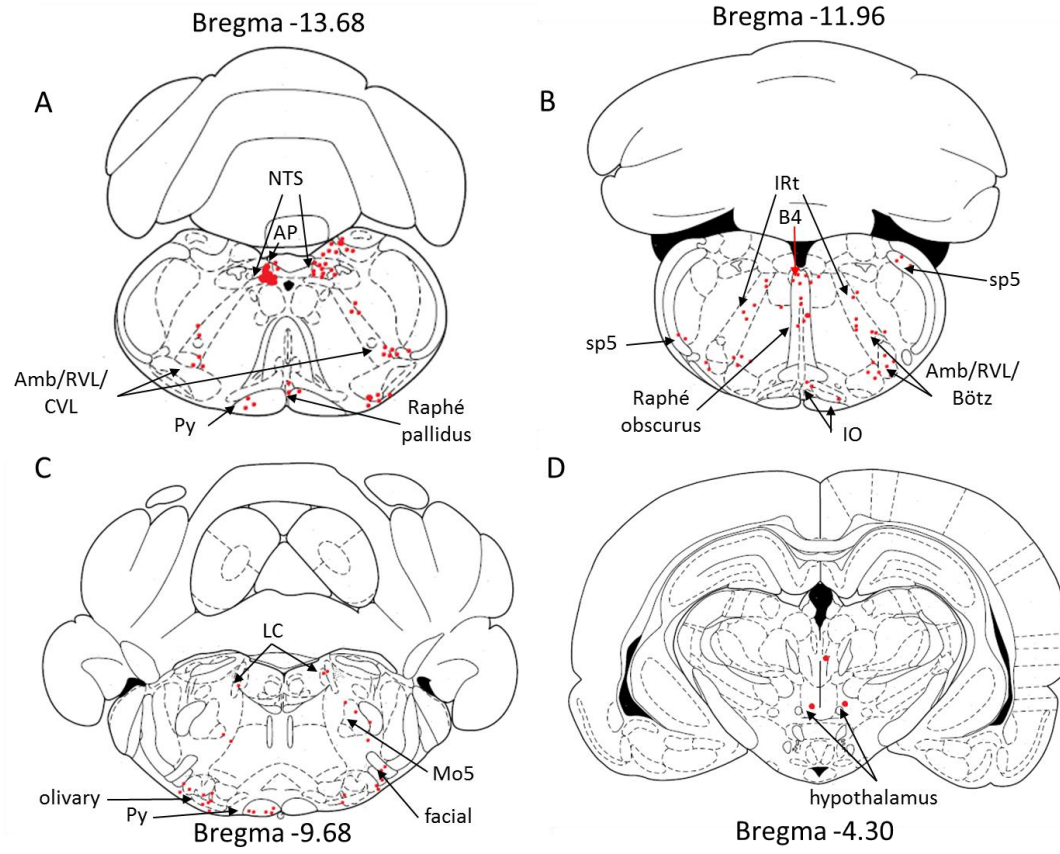 Bregma -13.68
A
NTS
AP
Amb/RVL/
CVL
Py
Raphé
pallidus
Bregma -11.96
B
IRt
B4
sp5
sp5
Raphé
obscurus
Amb/RVL/
Bötz
IO
C
LC
olivary
Py
Mo5
facial
Bregma -9.68
D
hypothalamus
Bregma -4.30